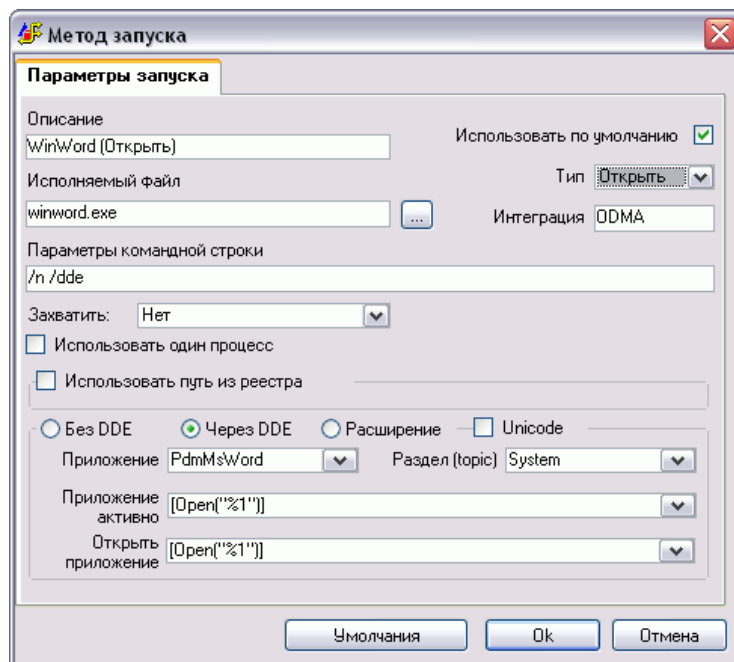 Метод запуска
Параметры запуска
Описание
WinWord (Открыть)
Использовать по умолчанию
Исполняемый файл
Тип Открыть
winword.exe ...
Интеграция ODMA
Параметры командной строки
/n /dde
Захватить: Нет
Использовать один процесс
Использовать путь из реестра
Без DDE Через DDE Расширение Unicode
Приложение PdmMsWord Раздел (topic) System
Приложение активно [Open("%1")]
Открыть приложение [Open("%1")]
Умолчания Ok Отмена